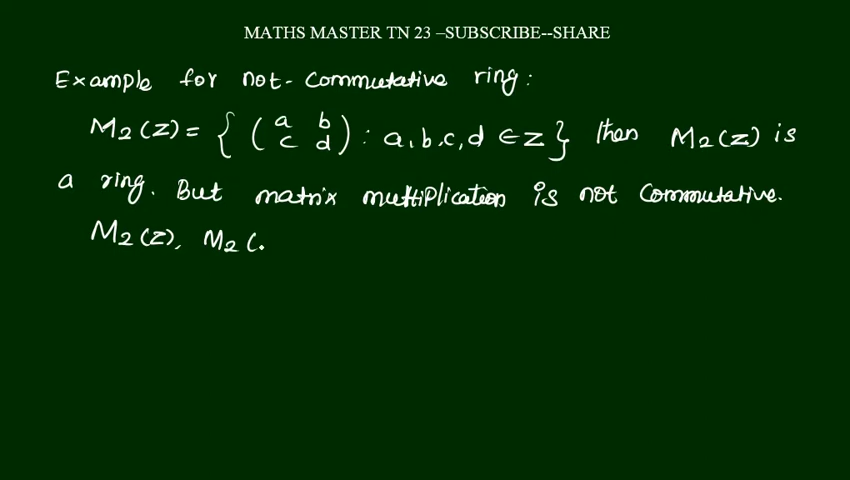 MATHS MASTER TN 23 –SUBSCRIBE--SHARE
Example for not-commutative ring:
M₂(Z) = { ( a b c d ) : a, b, c, d ∈ Z } then M₂(Z) is
a ring. But matrix multiplication is not commutative.
M₂(Z), M₂(